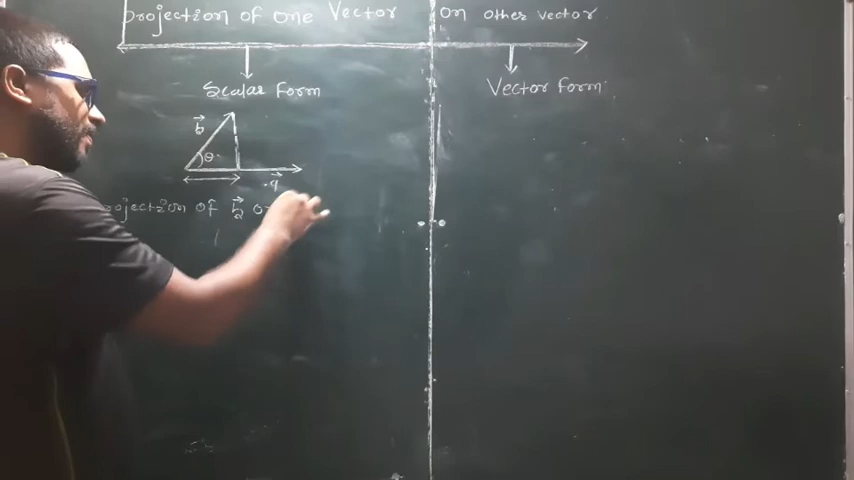 projection of one Vector on other vector
Scalar Form
Vector Form
b⃗
θ
a⃗
projection of b⃗ o